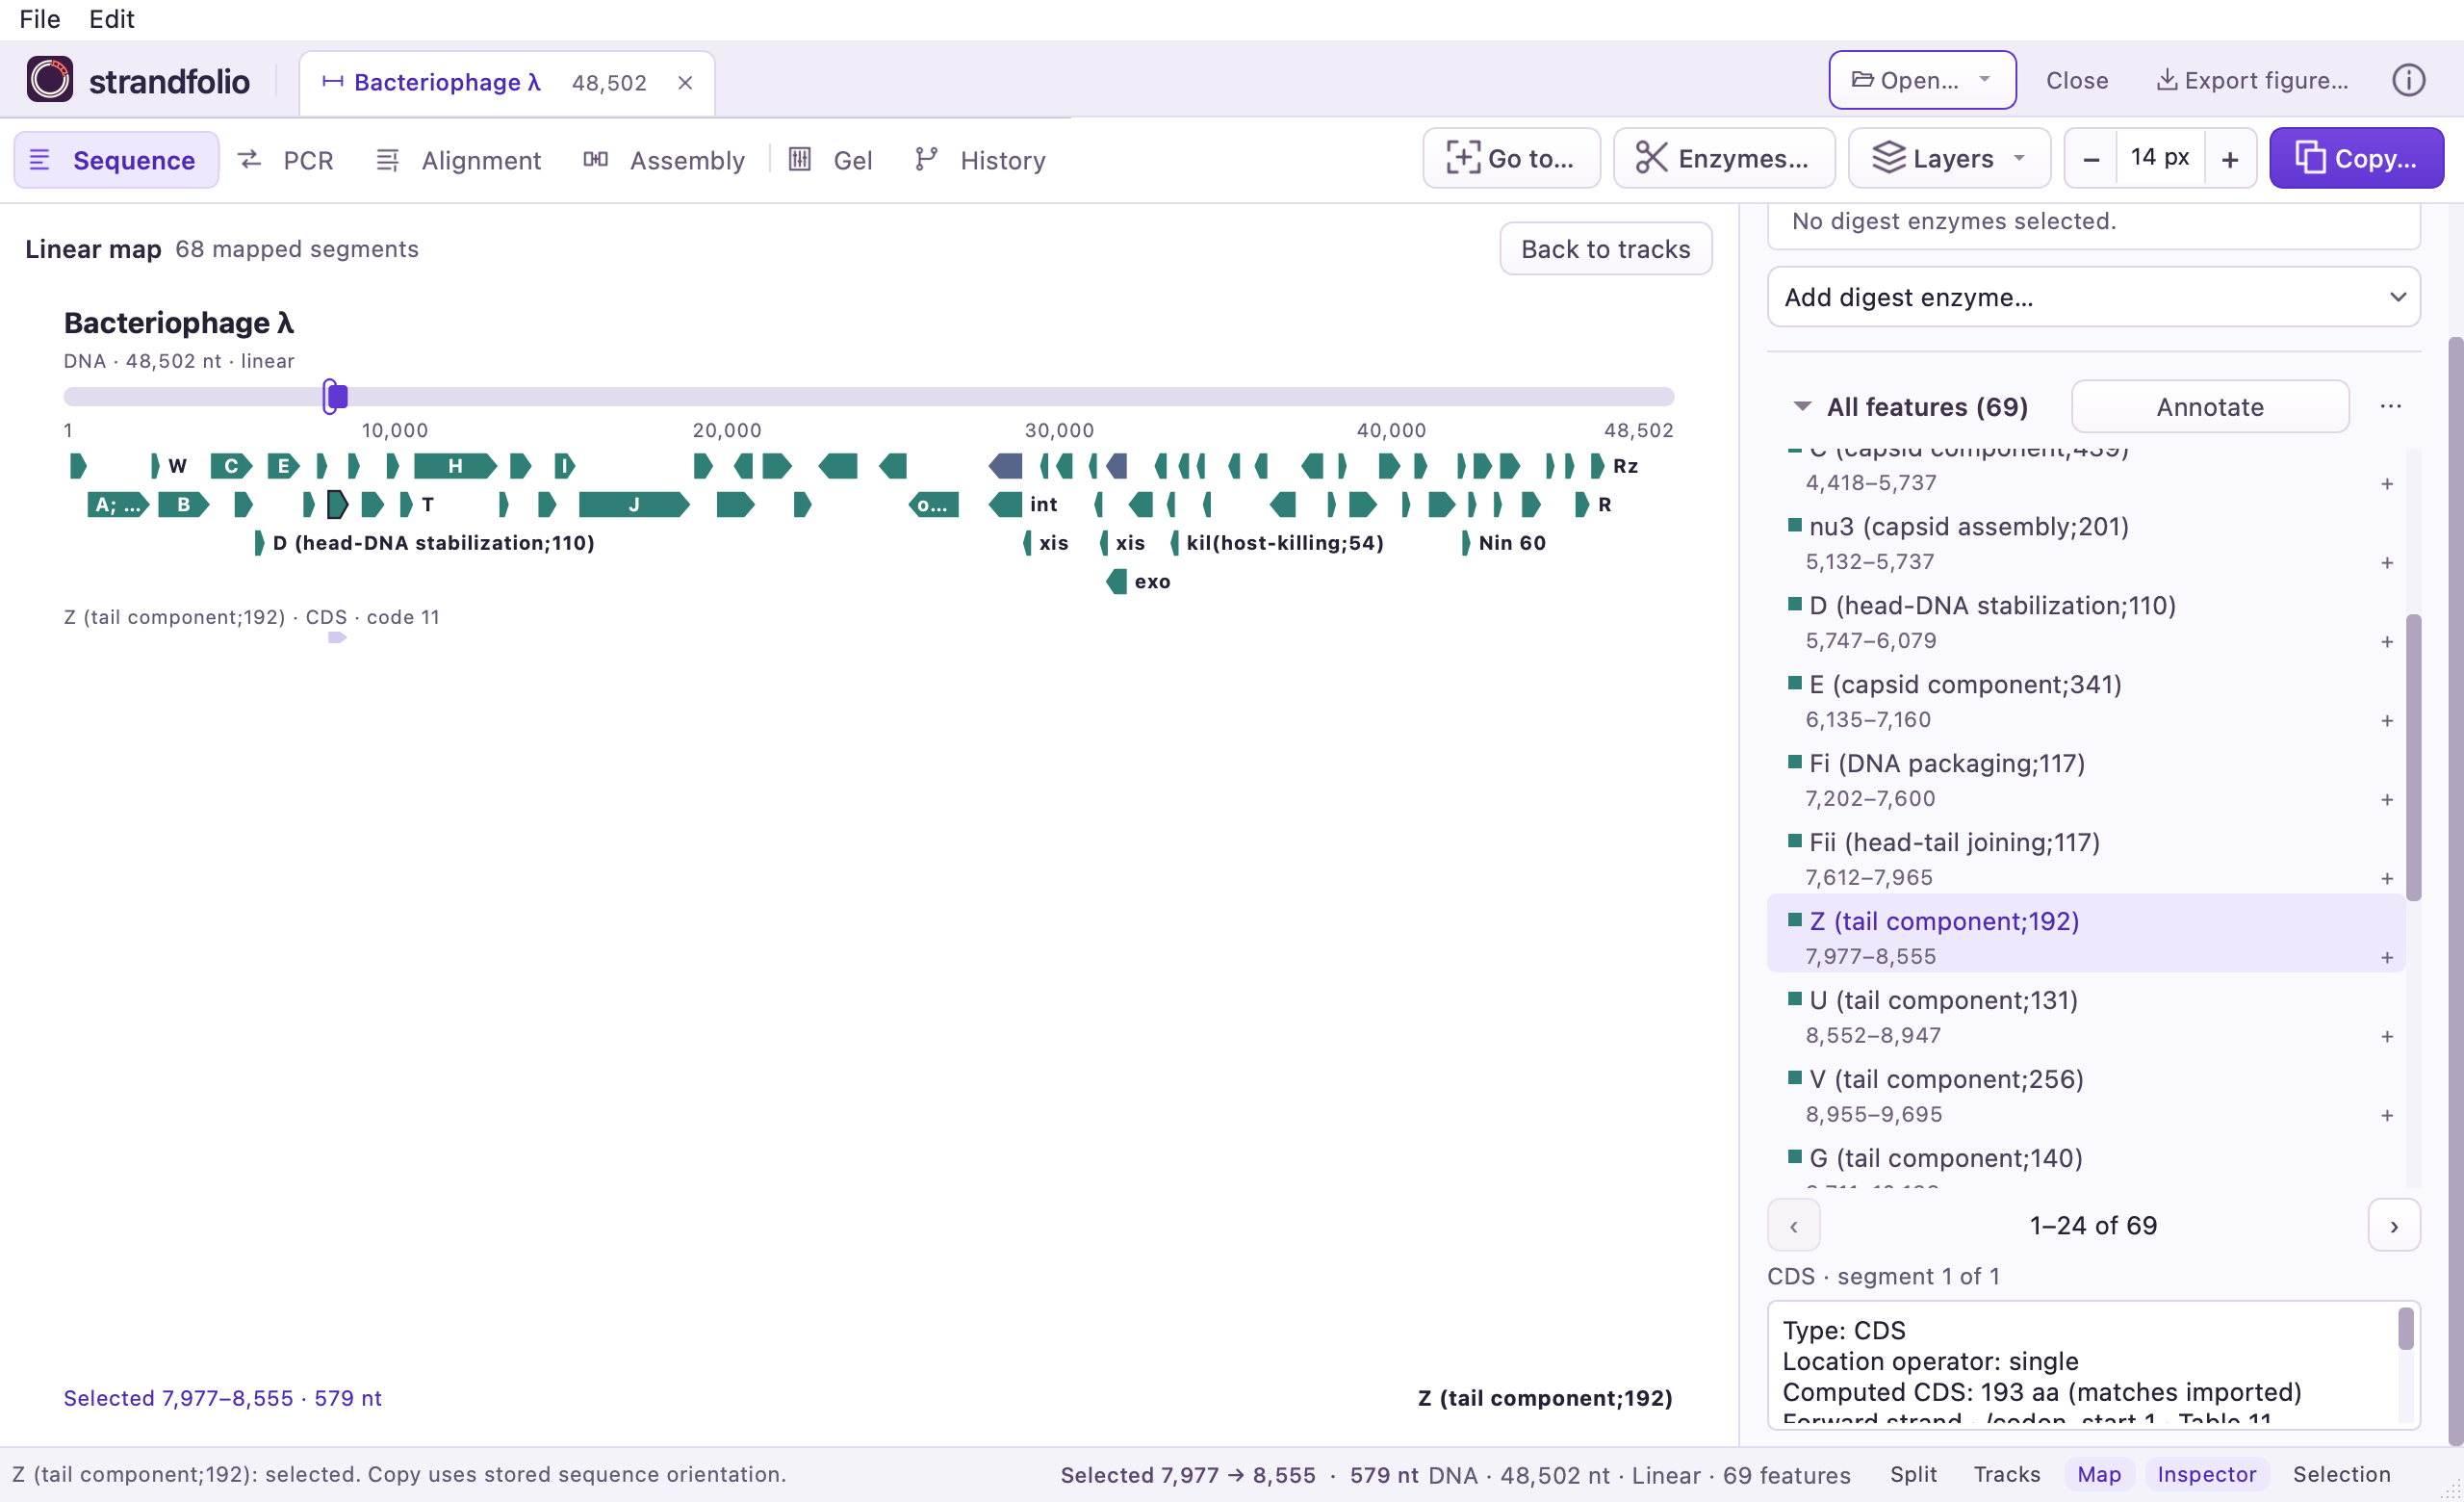 File Edit
strandfolio
Bacteriophage λ 48,502 ×
Open... Close Export figure...
Sequence PCR Alignment Assembly Gel History
Go to... Enzymes... Layers − 14 px + Copy...
Linear map 68 mapped segments
Back to tracks
Bacteriophage λ
DNA · 48,502 nt · linear
1 10,000 20,000 30,000 40,000 48,502
W C E H I Rz
A; ... B T J o... int R
D (head-DNA stabilization;110) xis xis kil(host-killing;54) Nin 60
exo
Z (tail component;192) · CDS · code 11
Selected 7,977–8,555 · 579 nt
Z (tail component;192)
No digest enzymes selected.
Add digest enzyme...
All features (69) Annotate ...
C (capsid component;439)
4,418–5,737 +
nu3 (capsid assembly;201)
5,132–5,737 +
D (head-DNA stabilization;110)
5,747–6,079 +
E (capsid component;341)
6,135–7,160 +
Fi (DNA packaging;117)
7,202–7,600 +
Fii (head-tail joining;117)
7,612–7,965 +
Z (tail component;192)
7,977–8,555 +
U (tail component;131)
8,552–8,947 +
V (tail component;256)
8,955–9,695 +
G (tail component;140)
‹ 1–24 of 69 ›
CDS · segment 1 of 1
Type: CDS
Location operator: single
Computed CDS: 193 aa (matches imported)
Forward strand · /codon_start 1 · Table 11
Z (tail component;192): selected. Copy uses stored sequence orientation.
Selected 7,977 → 8,555 · 579 nt DNA · 48,502 nt · Linear · 69 features
Split Tracks Map Inspector Selection